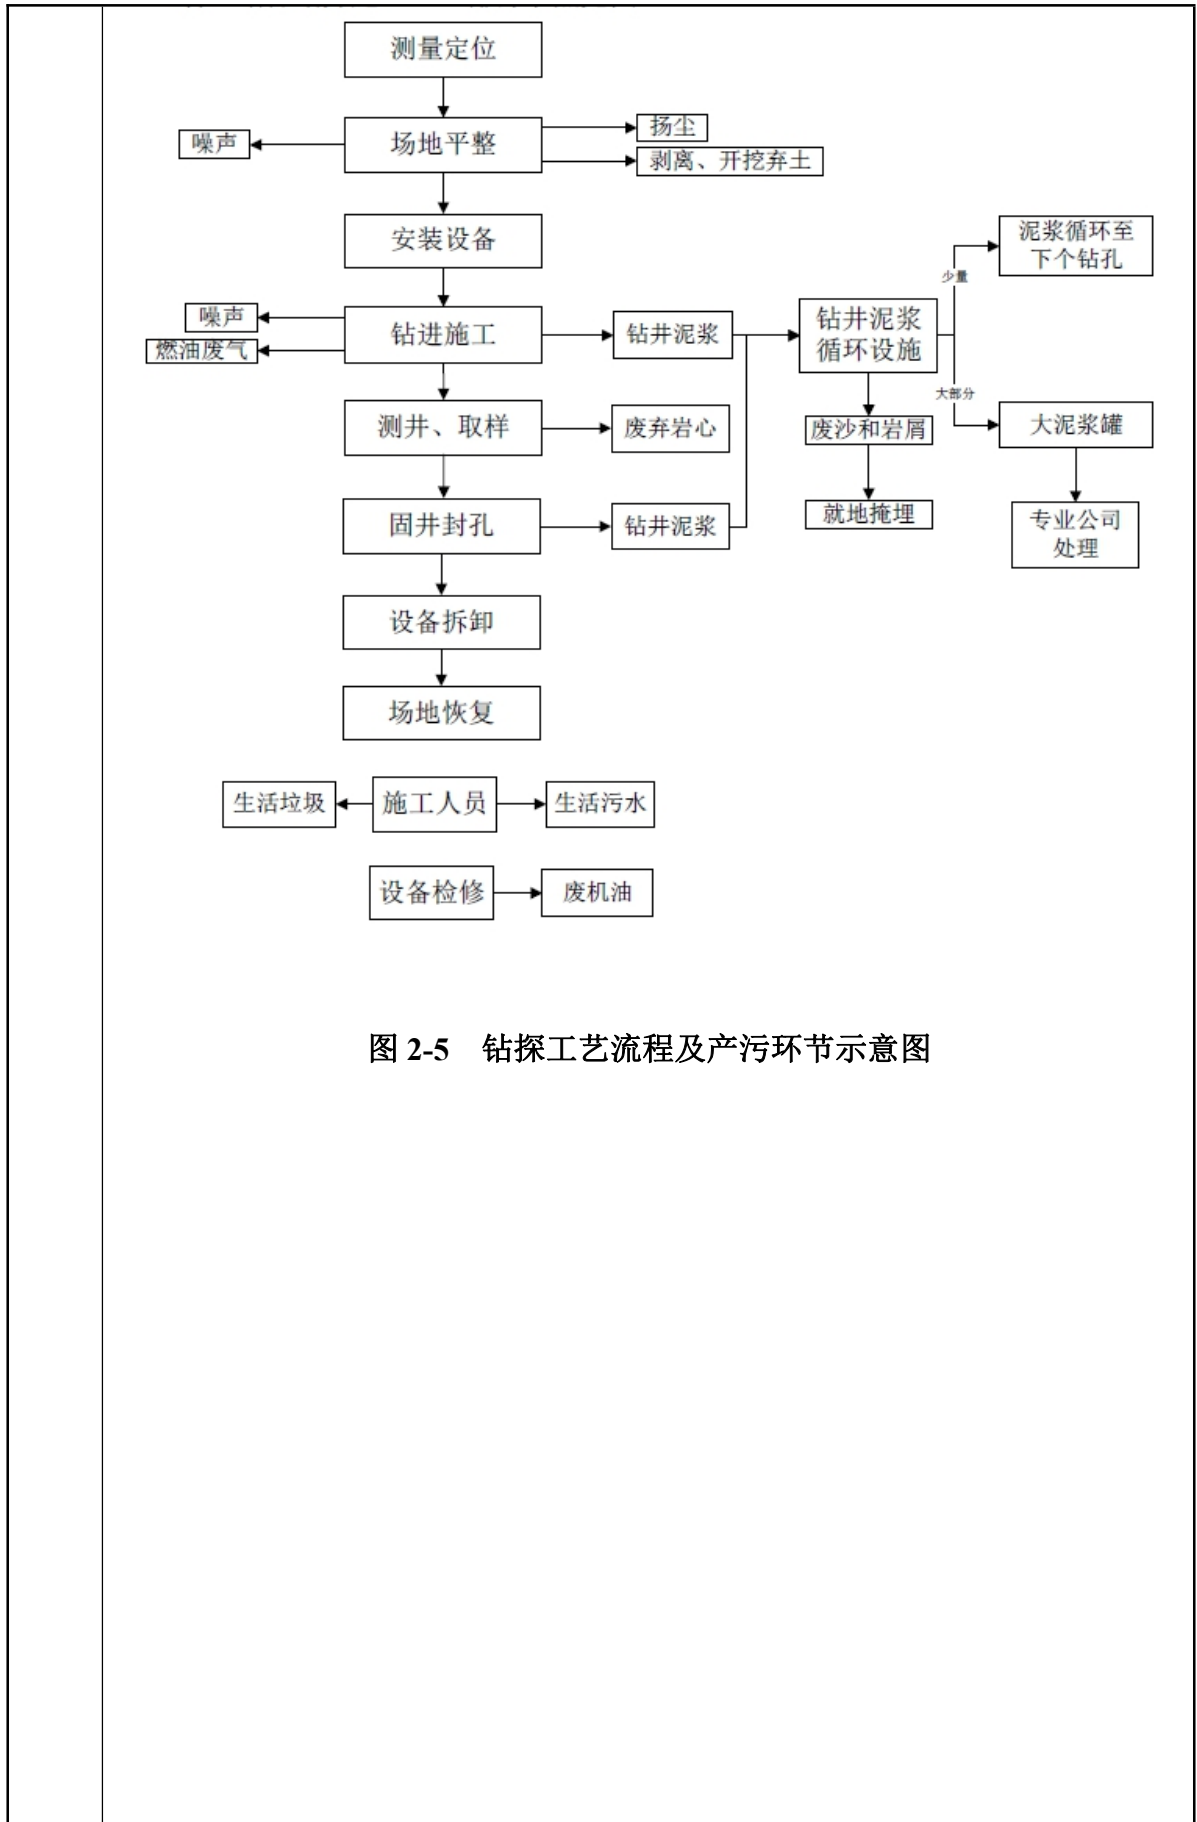 测量定位
噪声
场地平整
扬尘
剥离、开挖弃土
安装设备
泥浆循环至
下个钻孔
少量
噪声
燃油废气
钻进施工
钻井泥浆
钻井泥浆
循环设施
大部分
测井、取样
废弃岩心
废沙和岩屑
大泥浆罐
固井封孔
钻井泥浆
就地掩埋
专业公司
处理
设备拆卸
场地恢复
生活垃圾
施工人员
生活污水
设备检修
废机油
图 2-5 钻探工艺流程及产污环节示意图